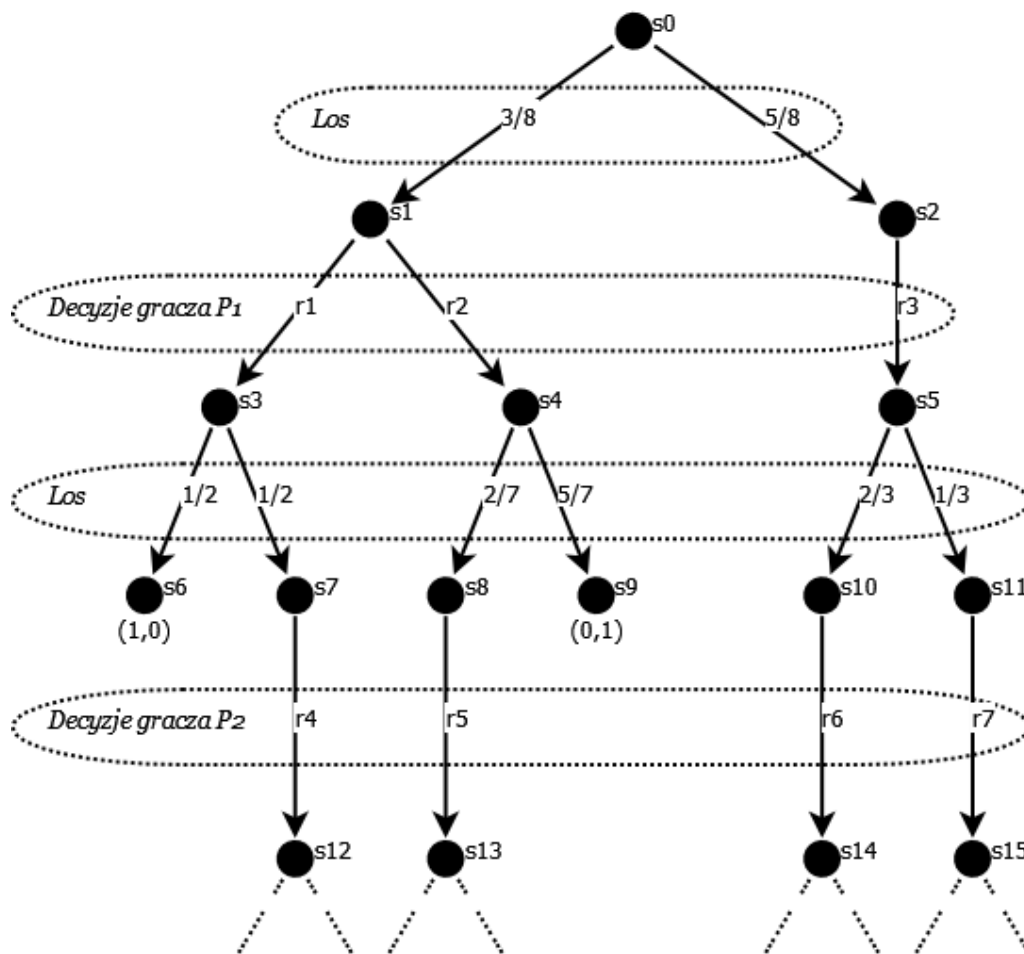 s0
Los
3/8
5/8
s1
s2
Decyzje gracza P1
r1
r2
r3
s3
s4
s5
Los
1/2
1/2
2/7
5/7
2/3
1/3
s6
s7
s8
s9
s10
s11
(1,0)
(0,1)
Decyzje gracza P2
r4
r5
r6
r7
s12
s13
s14
s15